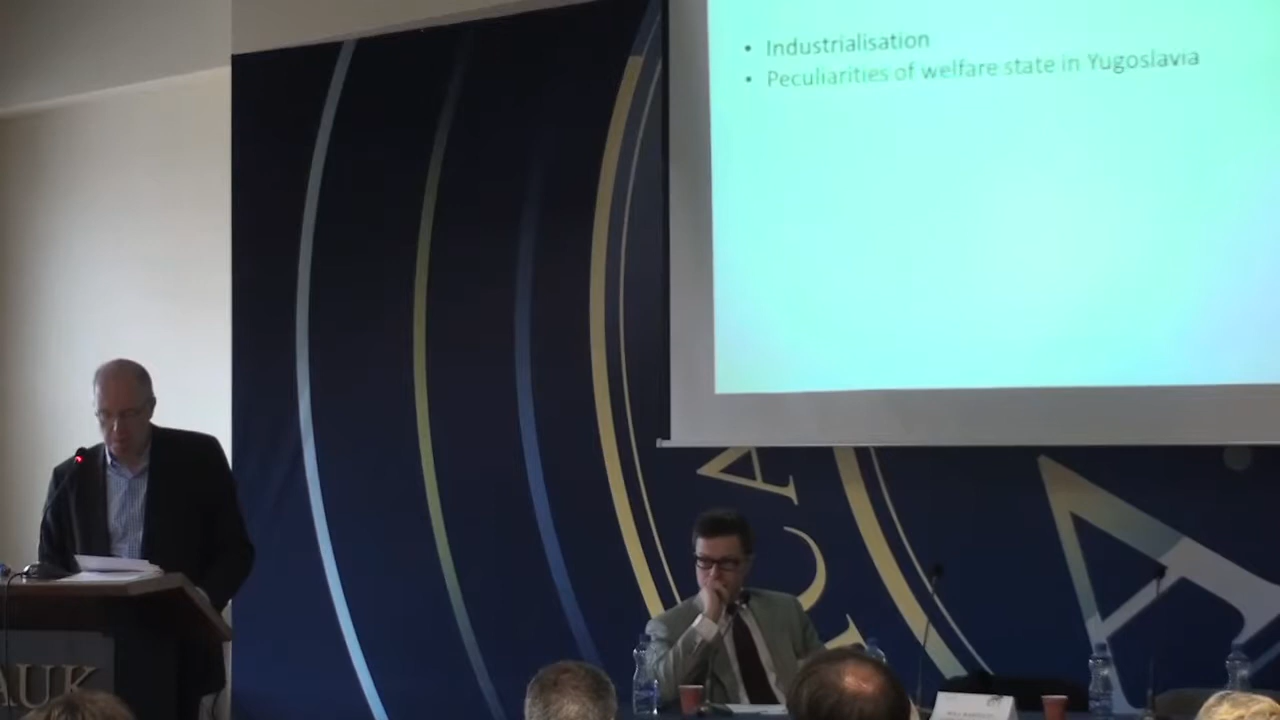 • Industrialisation
• Peculiarities of welfare state in Yugoslavia
AUK